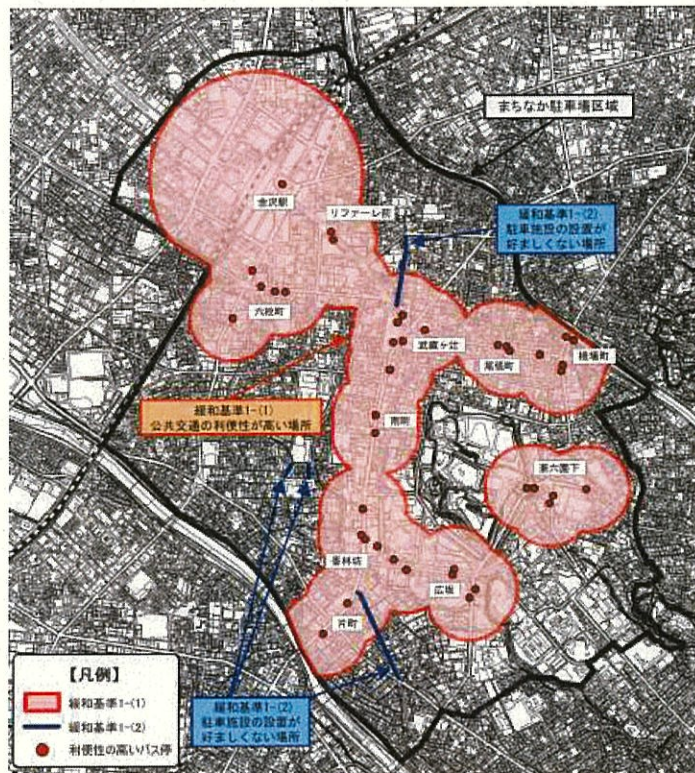 まちなか駐車場区域
金沢駅
リファーレ前
緩和基準1-(2)
駐車施設の設置が
好ましくない場所
六枚町
武蔵ヶ辻
尾張町
橋場町
緩和基準1-(1)
公共交通の利便性が高い場所
南町
兼六園下
香林坊
広坂
片町
【凡例】
緩和基準1-(1)
緩和基準1-(2)
利便性の高いバス停
緩和基準1-(2)
駐車施設の設置が
好ましくない場所